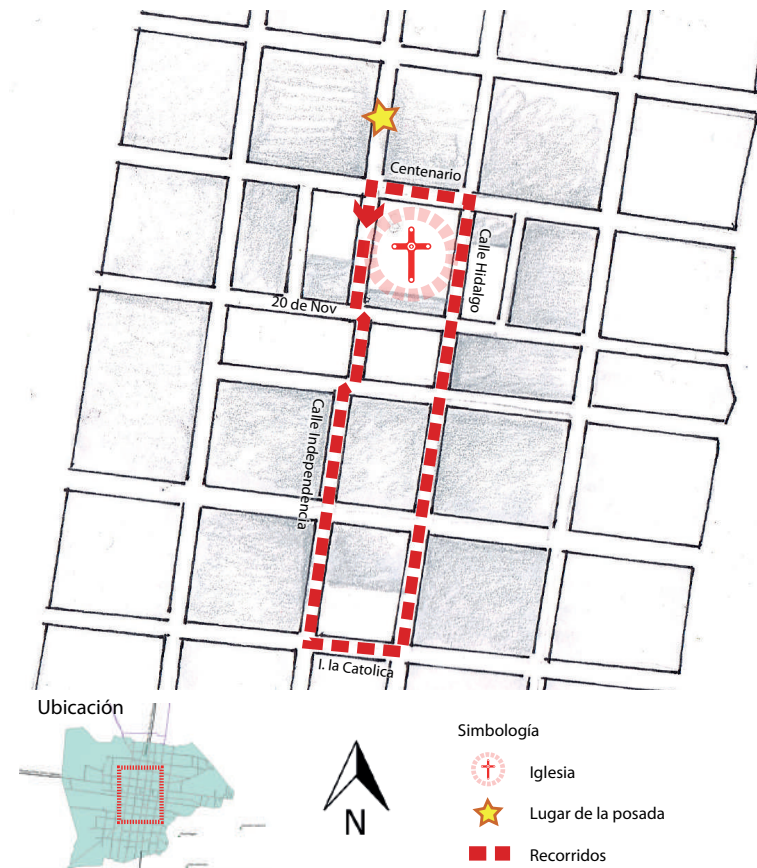 Centenario
Calle Hidalgo
20 de Nov
Calle Independencia
I. la Catolica
Ubicación
N
Simbología
Iglesia
Lugar de la posada
Recorridos